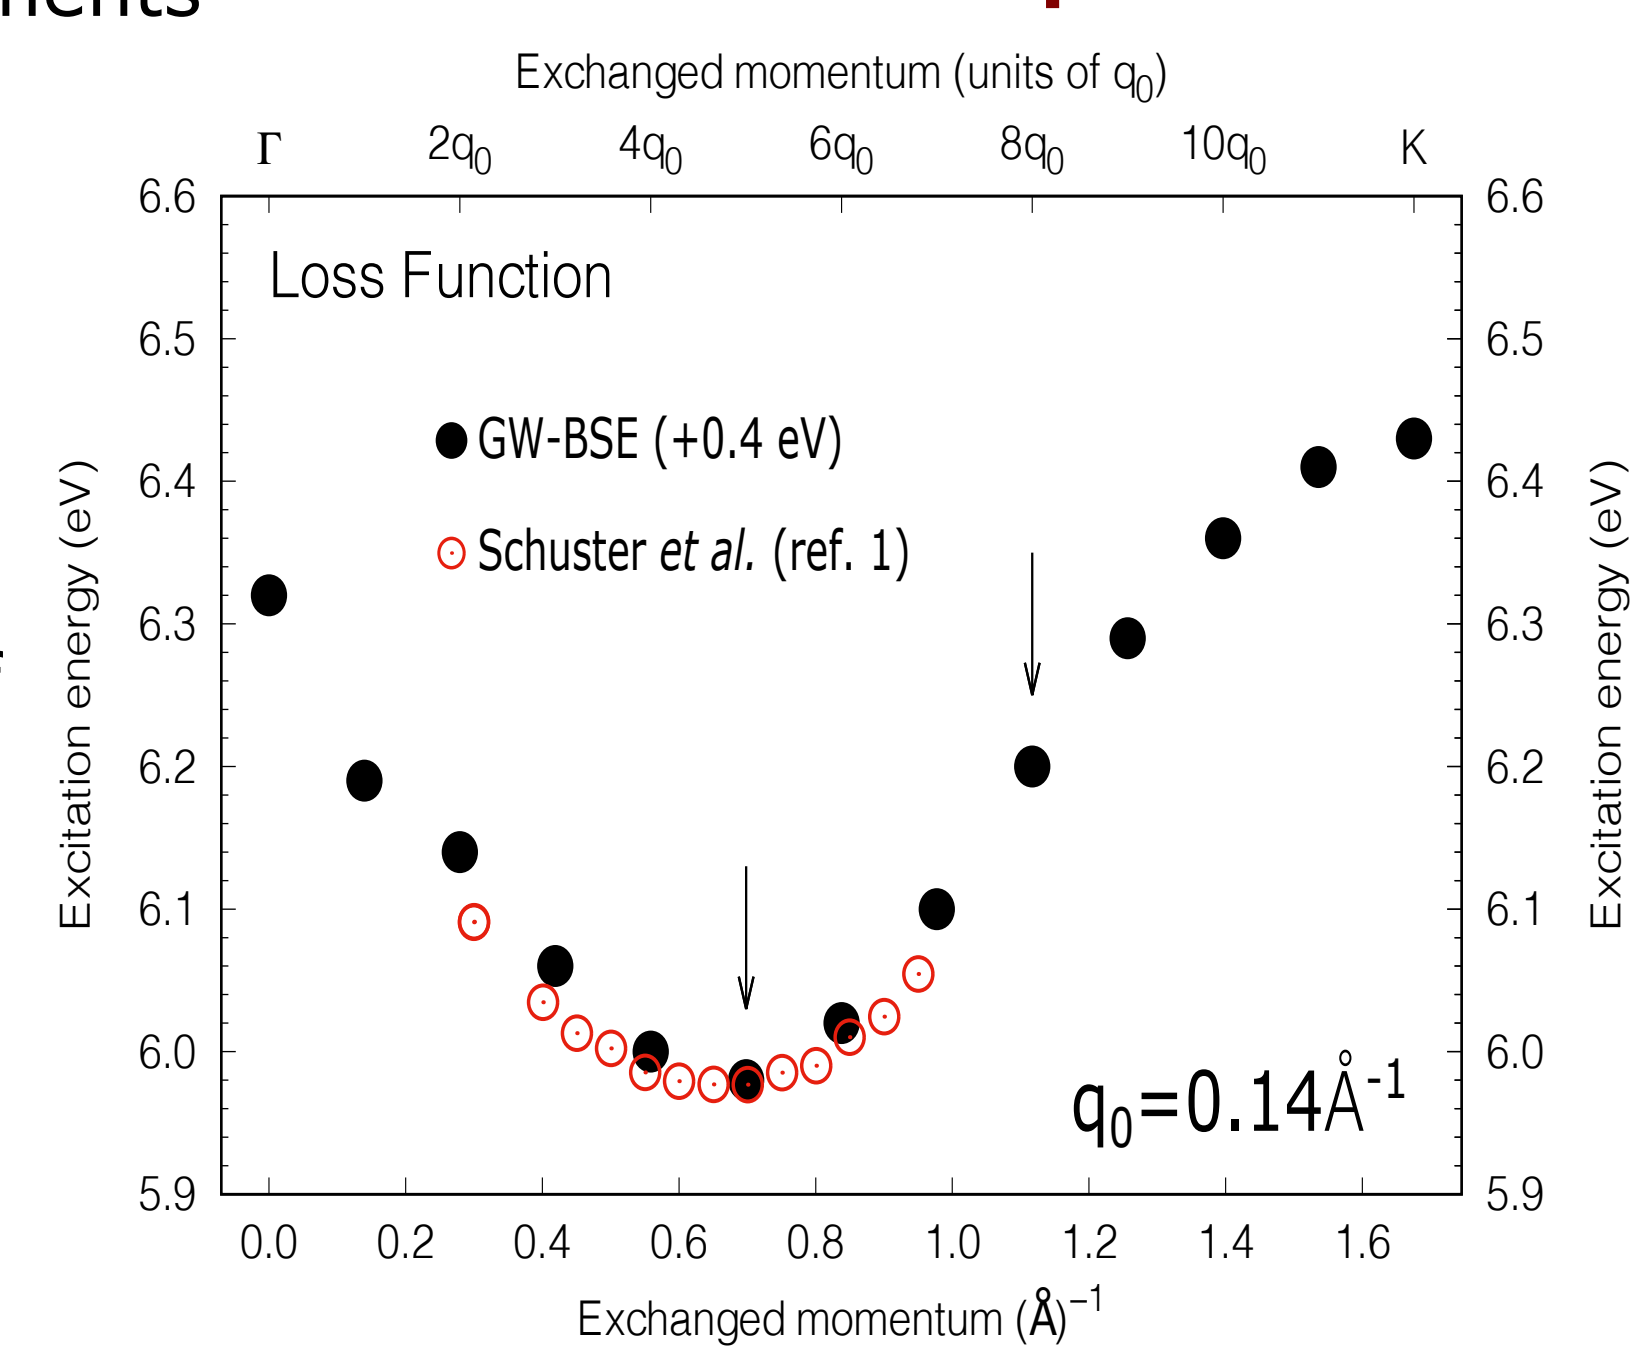 Exchanged momentum (units of q0)
Γ 2q0 4q0 6q0 8q0 10q0 K
6.6 6.6
Loss Function
6.5 6.5
GW-BSE (+0.4 eV)
6.4 6.4
Schuster et al. (ref. 1)
6.3 6.3
6.2 6.2
6.1 6.1
6.0 6.0
q0=0.14Å-1
5.9 5.9
Excitation energy (eV)
Excitation energy (eV)
0.0 0.2 0.4 0.6 0.8 1.0 1.2 1.4 1.6
Exchanged momentum (Å)−1